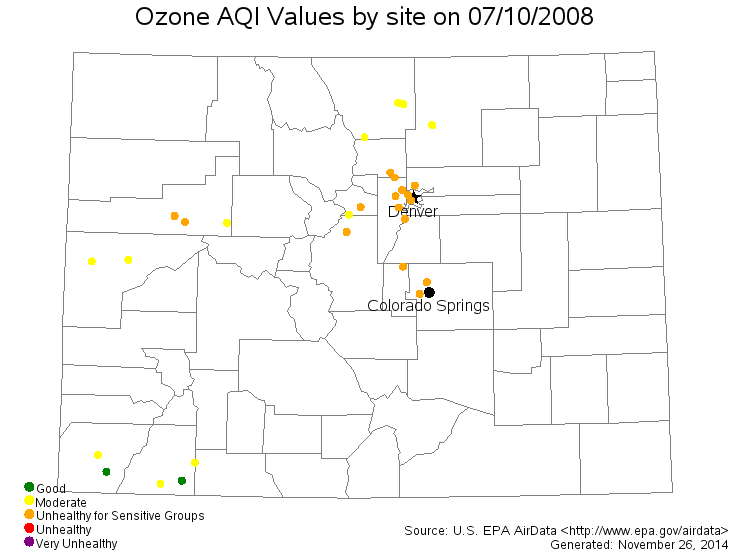 Ozone AQI Values by site on 07/10/2008
Denver
Colorado Springs
Good
Moderate
Unhealthy for Sensitive Groups
Unhealthy
Very Unhealthy
Source: U.S. EPA AirData <http://www.epa.gov/airdata>
Generated: November 26, 2014